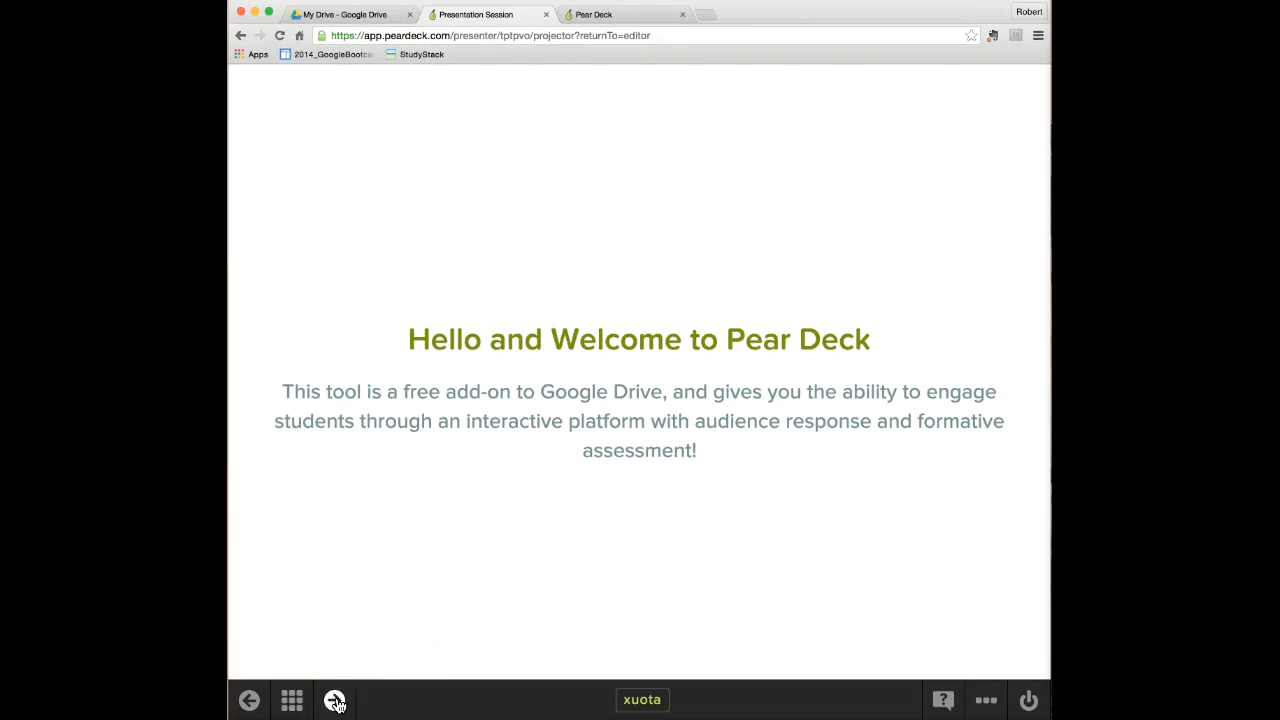 My Drive - Google Drive
Presentation Session
Pear Deck
Robert
https://app.peardeck.com/presenter/tptpvo/projector?returnTo=editor
Apps
2014_GoogleBootca
StudyStack
Hello and Welcome to Pear Deck
This tool is a free add-on to Google Drive, and gives you the ability to engage
students through an interactive platform with audience response and formative
assessment!
xuota